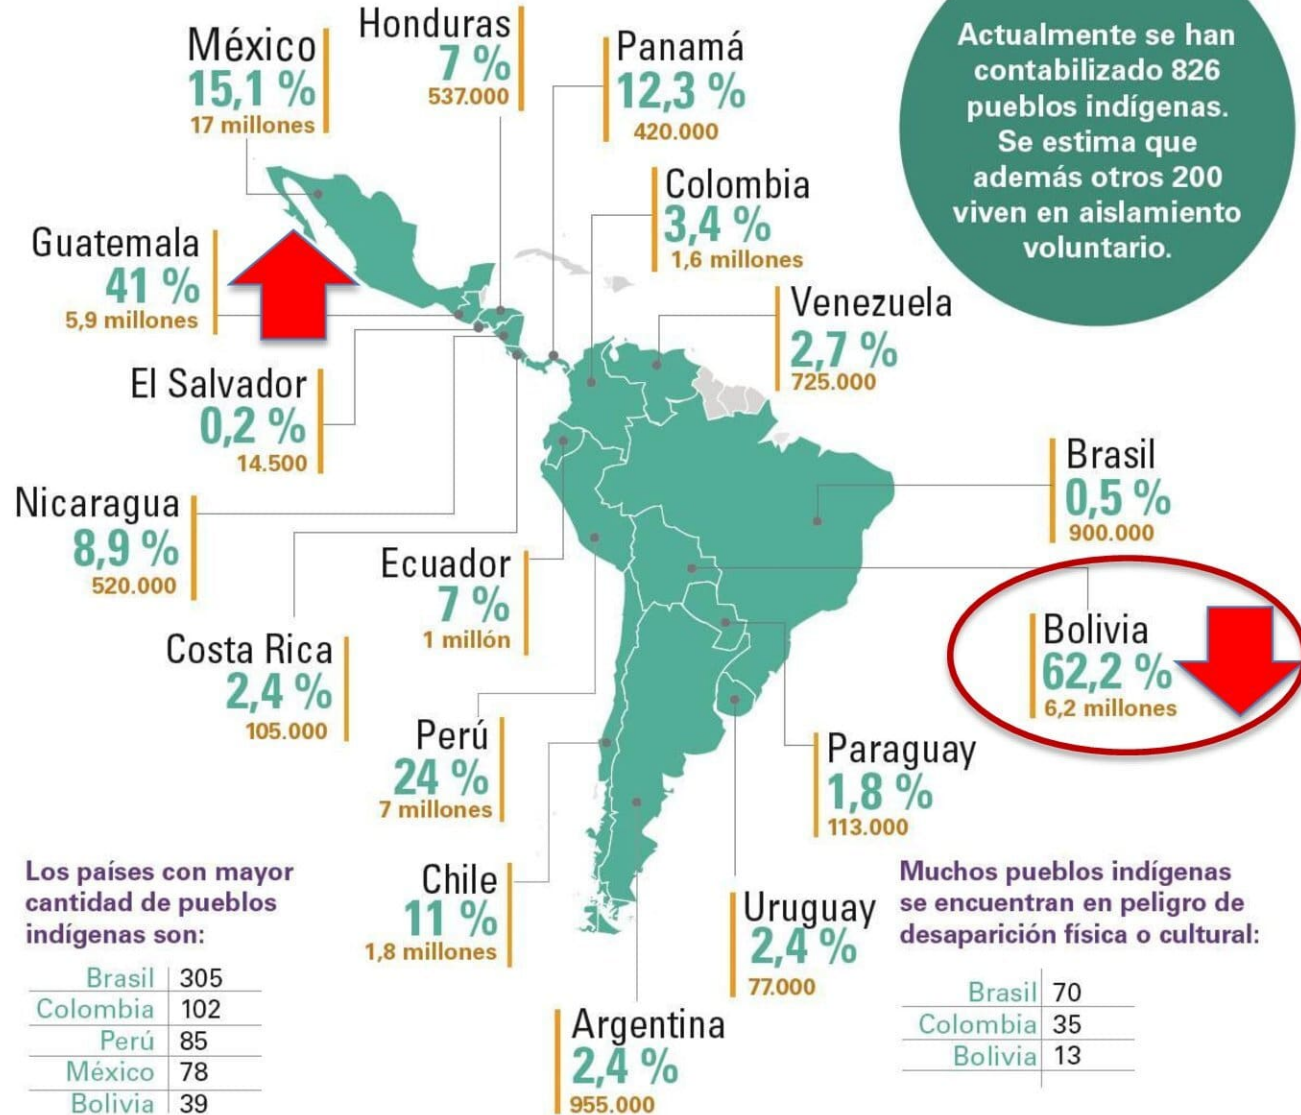 México
15,1 %
17 millones
Honduras
7 %
537.000
Panamá
12,3 %
420.000
Actualmente se han
contabilizado 826
pueblos indígenas.
Se estima que
además otros 200
viven en aislamiento
voluntario.
Colombia
3,4 %
1,6 millones
Guatemala
41 %
5,9 millones
Venezuela
2,7 %
725.000
El Salvador
0,2 %
14.500
Brasil
0,5 %
900.000
Nicaragua
8,9 %
520.000
Ecuador
7 %
1 millón
Bolivia
62,2 %
6,2 millones
Costa Rica
2,4 %
105.000
Perú
24 %
7 millones
Paraguay
1,8 %
113.000
Chile
11 %
1,8 millones
Uruguay
2,4 %
77.000
Argentina
2,4 %
955.000
Los países con mayor
cantidad de pueblos
indígenas son:
Brasil 305
Colombia 102
Perú 85
México 78
Bolivia 39
Muchos pueblos indígenas
se encuentran en peligro de
desaparición física o cultural:
Brasil 70
Colombia 35
Bolivia 13